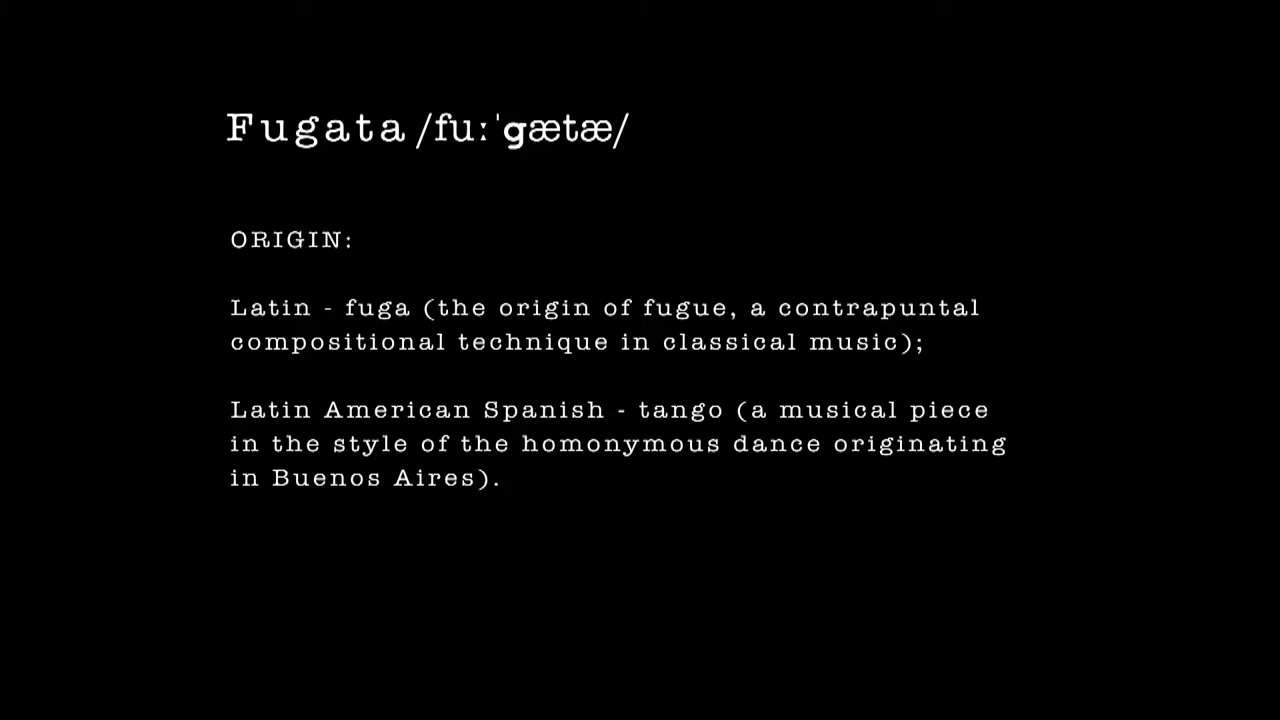 Fugata /fuːˈgætæ/
ORIGIN:
Latin - fuga (the origin of fugue, a contrapuntal
compositional technique in classical music);
Latin American Spanish - tango (a musical piece
in the style of the homonymous dance originating
in Buenos Aires).